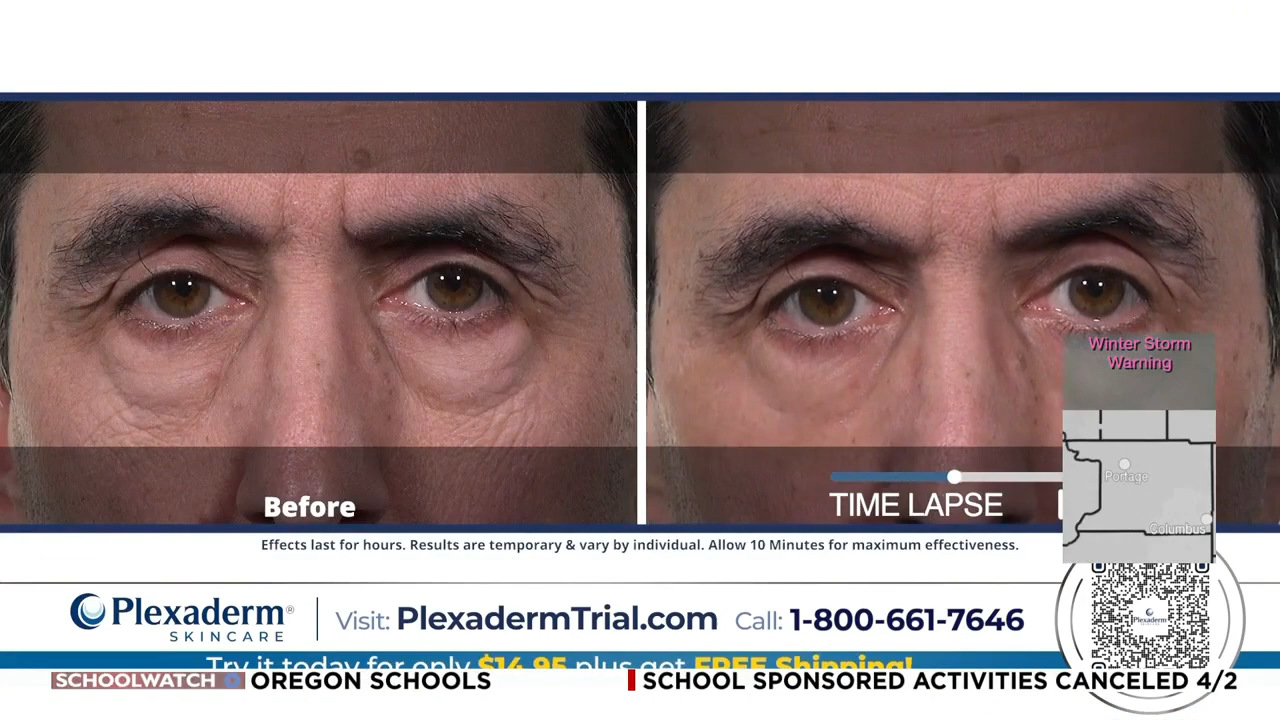 Winter Storm
Warning
Portage
Columbus
Before
TIME LAPSE
Effects last for hours. Results are temporary & vary by individual. Allow 10 Minutes for maximum effectiveness.
Plexaderm®
SKINCARE
Visit: PlexadermTrial.com Call: 1-800-661-7646
Plexaderm
Try it today for only $14.95 plus get FREE Shipping!
SCHOOLWATCH OREGON SCHOOLS SCHOOL SPONSORED ACTIVITIES CANCELED 4/2